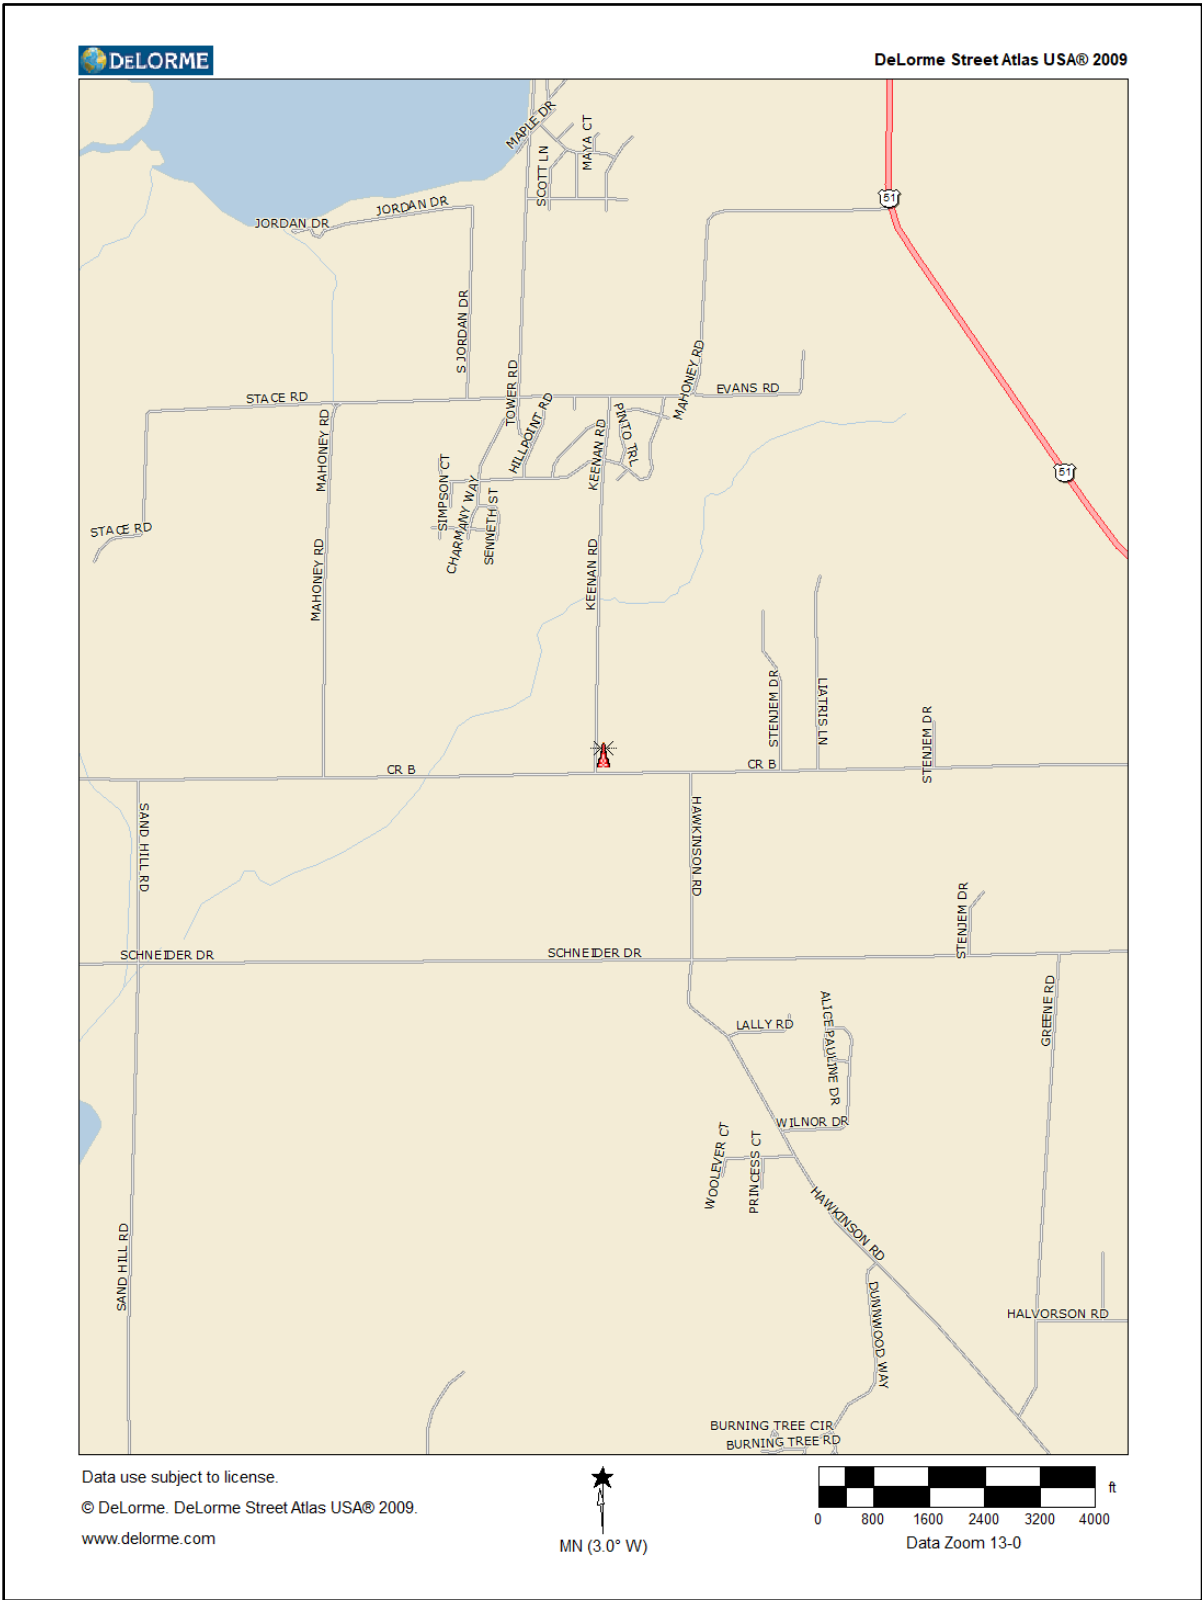 DELORME
DeLorme Street Atlas USA® 2009
MAPLE DR
MAYA CT
SCOTT LN
51
JORDAN DR
JORDAN DR
S JORDAN DR
MAHONEY RD
TOWER RD
EVANS RD
STACE RD
HILLPOINT RD
PINTO TRL
MAHONEY RD
KEENAN RD
SIMPSON CT
CHARMANY WAY
SENNETH ST
51
STACE RD
MAHONEY RD
KEENAN RD
STENJEM DR
LIATRIS LN
STENJEM DR
CR B
CR B
SAND HILL RD
HAWKINSON RD
STENJEM DR
SCHNEIDER DR
SCHNEIDER DR
GREENE RD
LALLY RD
ALICE PAULINE DR
WILNOR DR
WOOLEVER CT
PRINCESS CT
HAWKINSON RD
SAND HILL RD
DUNNWOOD WAY
HALVORSON RD
BURNING TREE CIR
BURNING TREE RD
Data use subject to license.
© DeLorme. DeLorme Street Atlas USA® 2009.
www.delorme.com
MN (3.0° W)
ft
0 800 1600 2400 3200 4000
Data Zoom 13-0